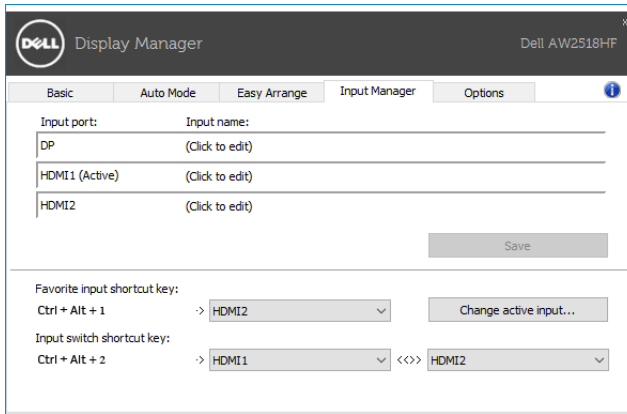 DELL Display Manager Dell AW2518HF
x
Basic Auto Mode Easy Arrange Input Manager Options i
Input port: Input name:
DP (Click to edit)
HDMI1 (Active) (Click to edit)
HDMI2 (Click to edit)
Save
Favorite input shortcut key:
Ctrl + Alt + 1 -> HDMI2 Change active input...
Input switch shortcut key:
Ctrl + Alt + 2 -> HDMI1 <<>> HDMI2